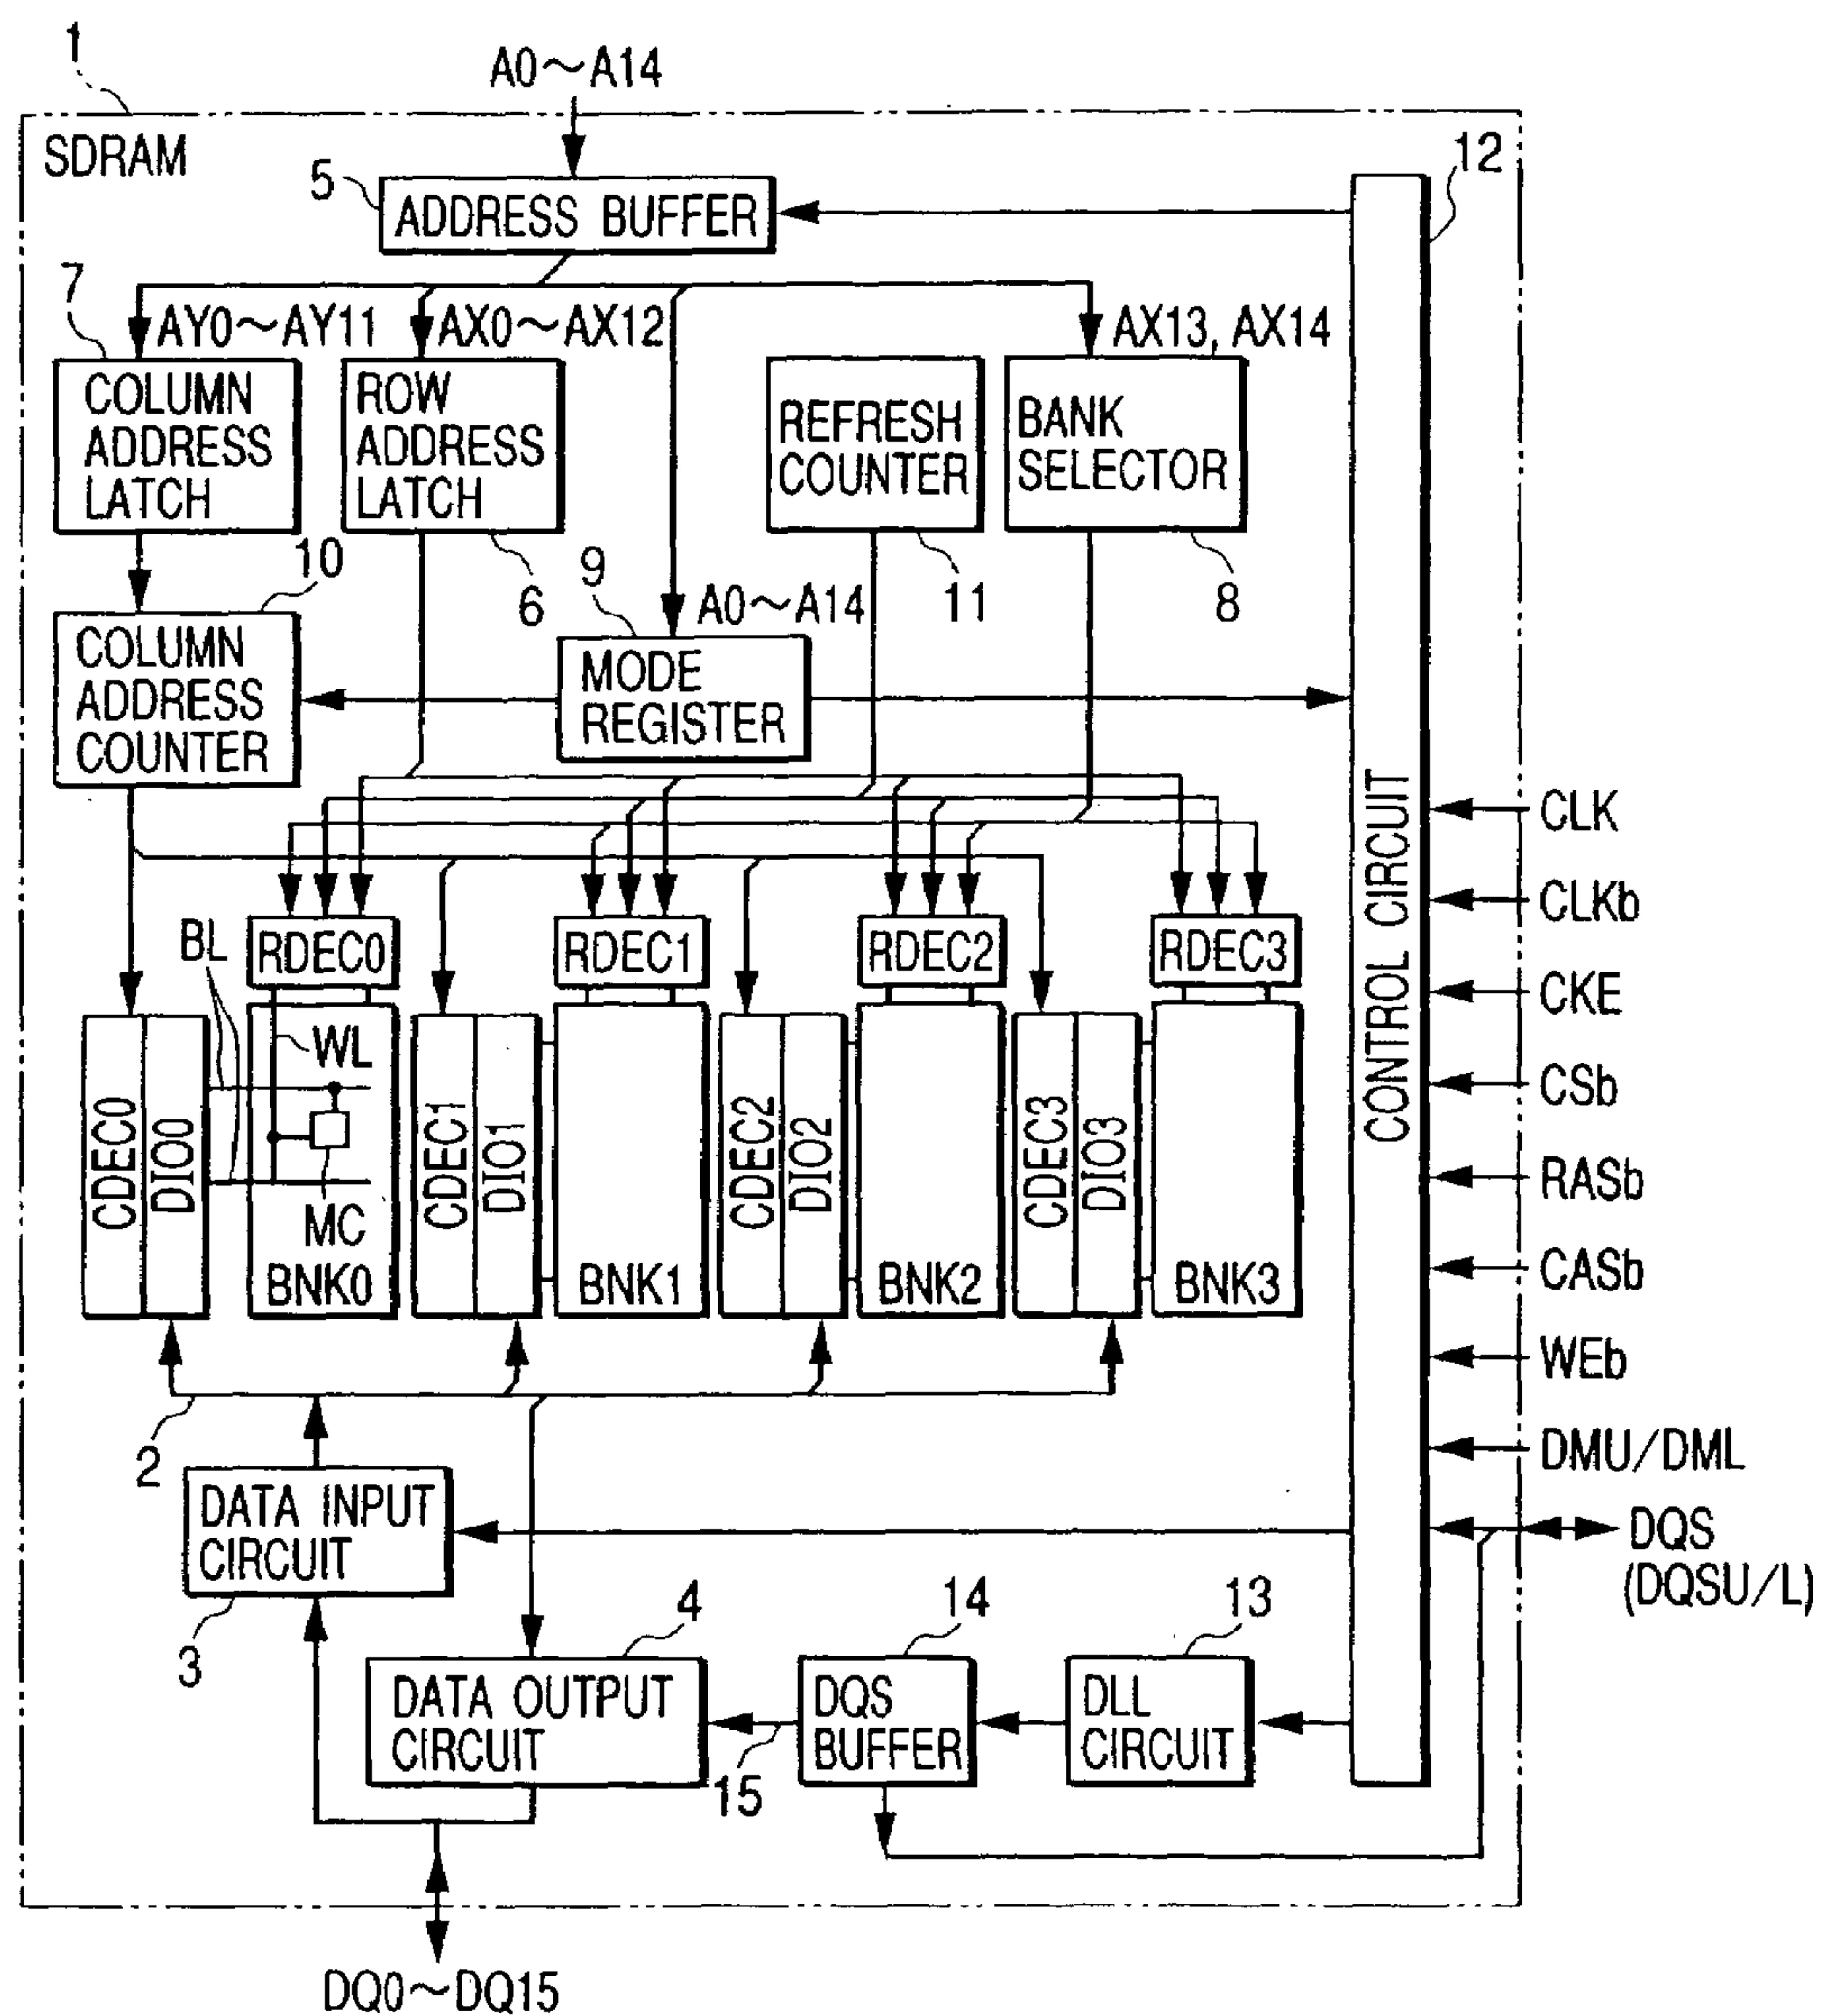 1
A0~A14
SDRAM
12
5
ADDRESS BUFFER
7
AY0~AY11
AX0~AX12
AX13, AX14
COLUMN
ADDRESS
LATCH
ROW
ADDRESS
LATCH
REFRESH
COUNTER
BANK
SELECTOR
10
6
9
A0~A14
11
8
COLUMN
ADDRESS
COUNTER
MODE
REGISTER
CONTROL CIRCUIT
CLK
CLKb
CKE
CSb
RASb
CASb
WEb
DMU/DML
DQS
(DQSU/L)
BL
RDEC0
RDEC1
RDEC2
RDEC3
WL
CDEC0
DIO0
MC
BNK0
CDEC1
DIO1
BNK1
CDEC2
DIO2
BNK2
CDEC3
DIO3
BNK3
2
DATA INPUT
CIRCUIT
3
4
14
13
DATA OUTPUT
CIRCUIT
15
DQS
BUFFER
DLL
CIRCUIT
DQ0~DQ15